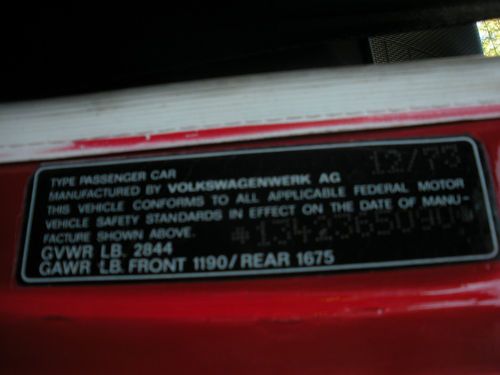 TYPE PASSENGER CAR 12/73
MANUFACTURED BY VOLKSWAGENWERK AG
THIS VEHICLE CONFORMS TO ALL APPLICABLE FEDERAL MOTOR
VEHICLE SAFETY STANDARDS IN EFFECT ON THE DATE OF MANU-
FACTURE SHOWN ABOVE.
GVWR LB. 2844
GAWR LB. FRONT 1190/REAR 1675